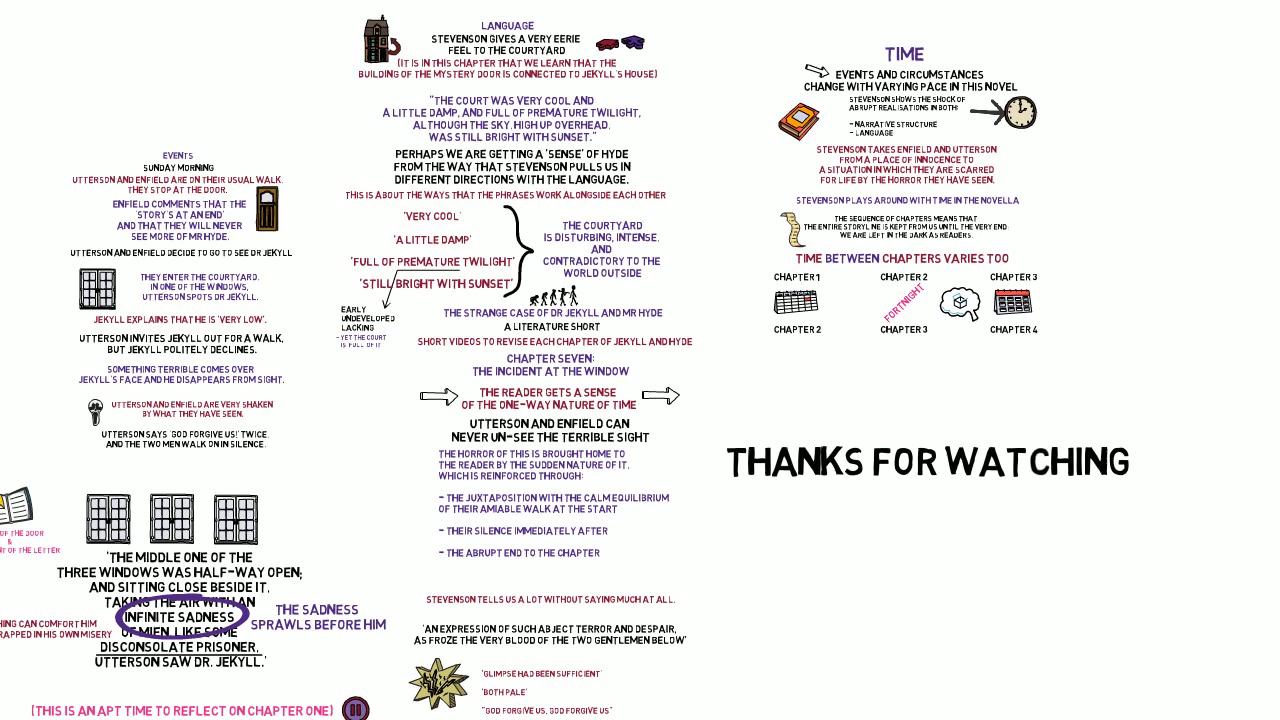 EVENTS
SUNDAY MORNING
UTTERSON AND ENFIELD ARE ON THEIR USUAL WALK.
THEY STOP AT THE DOOR.
ENFIELD COMMENTS THAT THE
'STORY'S AT AN END'
AND THAT THEY WILL NEVER
SEE MORE OF MR HYDE.
UTTERSON AND ENFIELD DECIDE TO GO TO SEE DR JEKYLL
THEY ENTER THE COURTYARD.
IN ONE OF THE WINDOWS,
UTTERSON SPOTS DR JEKYLL.
JEKYLL EXPLAINS THAT HE IS 'VERY LOW'.
UTTERSON INVITES JEKYLL OUT FOR A WALK,
BUT JEKYLL POLITELY DECLINES.
SOMETHING TERRIBLE COMES OVER
JEKYLL'S FACE AND HE DISAPPEARS FROM SIGHT.
UTTERSON AND ENFIELD ARE VERY SHAKEN
BY WHAT THEY HAVE SEEN.
UTTERSON SAYS 'GOD FORGIVE US!' TWICE.
AND THE TWO MEN WALK ON IN SILENCE.
OF THE DOOR
&
NT OF THE LETTER
'THE MIDDLE ONE OF THE
THREE WINDOWS WAS HALF-WAY OPEN;
AND SITTING CLOSE BESIDE IT,
TAKING THE AIR WITH AN
INFINITE SADNESS
OF MIEN, LIKE SOME
DISCONSOLATE PRISONER,
UTTERSON SAW DR. JEKYLL.'
THE SADNESS
SPRAWLS BEFORE HIM
HING CAN COMFORT HIM
RAPPED IN HIS OWN MISERY
(THIS IS AN APT TIME TO REFLECT ON CHAPTER ONE)
LANGUAGE
STEVENSON GIVES A VERY EERIE
FEEL TO THE COURTYARD
(IT IS IN THIS CHAPTER THAT WE LEARN THAT THE
BUILDING OF THE MYSTERY DOOR IS CONNECTED TO JEKYLL'S HOUSE)
"THE COURT WAS VERY COOL AND
A LITTLE DAMP, AND FULL OF PREMATURE TWILIGHT,
ALTHOUGH THE SKY, HIGH UP OVERHEAD,
WAS STILL BRIGHT WITH SUNSET."
PERHAPS WE ARE GETTING A 'SENSE' OF HYDE
FROM THE WAY THAT STEVENSON PULLS US IN
DIFFERENT DIRECTIONS WITH THE LANGUAGE.
THIS IS ABOUT THE WAYS THAT THE PHRASES WORK ALONGSIDE EACH OTHER
'VERY COOL'
'A LITTLE DAMP'
'FULL OF PREMATURE TWILIGHT'
'STILL BRIGHT WITH SUNSET'
THE COURTYARD
IS DISTURBING, INTENSE,
AND
CONTRADICTORY TO THE
WORLD OUTSIDE
EARLY
UNDEVELOPED
LACKING
- YET THE COURT
IS FULL OF IT
THE STRANGE CASE OF DR JEKYLL AND MR HYDE
A LITERATURE SHORT
SHORT VIDEOS TO REVISE EACH CHAPTER OF JEKYLL AND HYDE
CHAPTER SEVEN:
THE INCIDENT AT THE WINDOW
THE READER GETS A SENSE
OF THE ONE-WAY NATURE OF TIME
UTTERSON AND ENFIELD CAN
NEVER UN-SEE THE TERRIBLE SIGHT
THE HORROR OF THIS IS BROUGHT HOME TO
THE READER BY THE SUDDEN NATURE OF IT,
WHICH IS REINFORCED THROUGH:
- THE JUXTAPOSITION WITH THE CALM EQUILIBRIUM
OF THEIR AMIABLE WALK AT THE START
- THEIR SILENCE IMMEDIATELY AFTER
- THE ABRUPT END TO THE CHAPTER
STEVENSON TELLS US A LOT WITHOUT SAYING MUCH AT ALL.
'AN EXPRESSION OF SUCH ABJECT TERROR AND DESPAIR,
AS FROZE THE VERY BLOOD OF THE TWO GENTLEMEN BELOW'
'GLIMPSE HAD BEEN SUFFICIENT'
'BOTH PALE'
"GOD FORGIVE US, GOD FORGIVE US"
TIME
EVENTS AND CIRCUMSTANCES
CHANGE WITH VARYING PACE IN THIS NOVEL
STEVENSON SHOWS THE SHOCK OF
ABRUPT REALISATIONS IN BOTH:
- NARRATIVE STRUCTURE
- LANGUAGE
STEVENSON TAKES ENFIELD AND UTTERSON
FROM A PLACE OF INNOCENCE TO
A SITUATION IN WHICH THEY ARE SCARRED
FOR LIFE BY THE HORROR THEY HAVE SEEN.
STEVENSON PLAYS AROUND WITH TIME IN THE NOVELLA
THE SEQUENCE OF CHAPTERS MEANS THAT
THE ENTIRE STORYLINE IS KEPT FROM US UNTIL THE VERY END:
WE ARE LEFT IN THE DARK AS READERS.
TIME BETWEEN CHAPTERS VARIES TOO
CHAPTER 1
CHAPTER 2
CHAPTER 3
FORTNIGHT
CHAPTER 2
CHAPTER 3
CHAPTER 4
THANKS FOR WATCHING